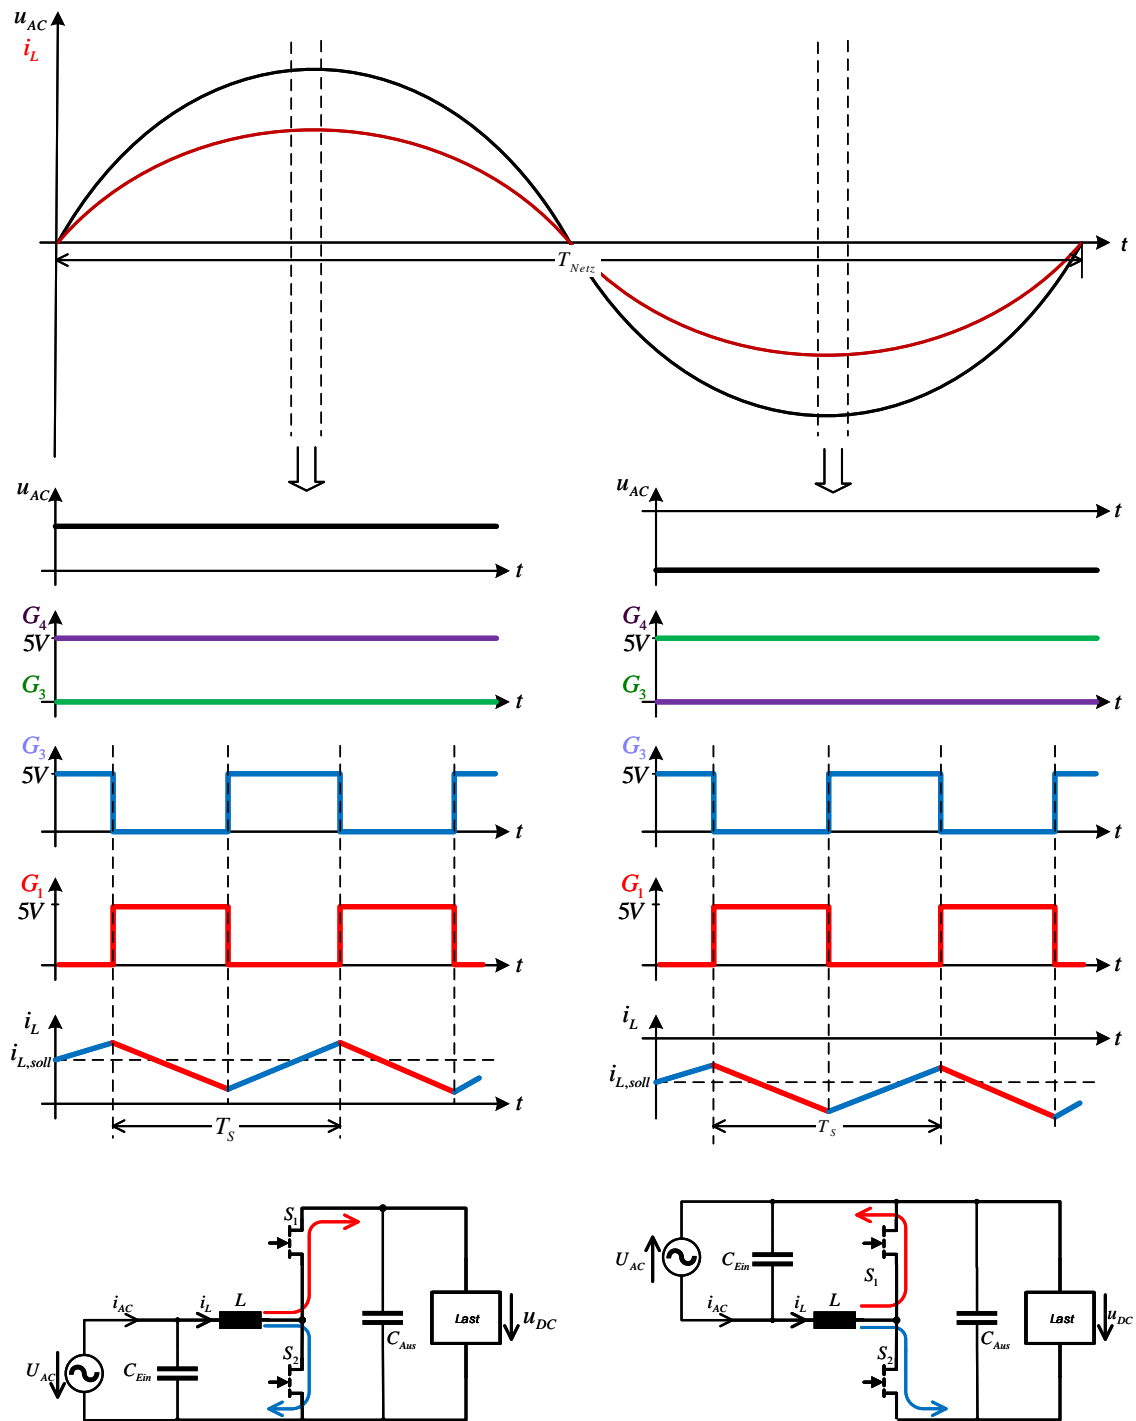 u_AC
i_L
t
T_Netz
u_AC
t
u_AC
t
G_4
5V
G_3
t
G_4
5V
G_3
t
G_3
5V
t
G_3
5V
t
G_1
5V
t
G_1
5V
t
i_L
i_L,soll
t
T_S
i_L
t
i_L,soll
T_S
S_1
i_AC
i_L
L
Last
u_DC
C_Aus
S_2
U_AC
C_Ein
U_AC
C_Ein
S_1
i_AC
i_L
L
Last
u_DC
C_Aus
S_2